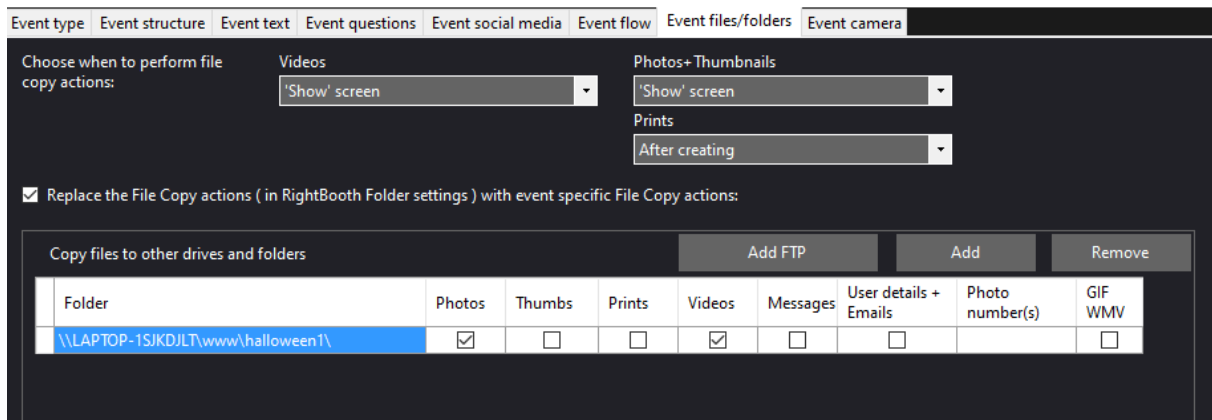 Event type Event structure Event text Event questions Event social media Event flow Event files/folders Event camera
Choose when to perform file
copy actions:
Videos
'Show' screen
Photos+Thumbnails
'Show' screen
Prints
After creating
Replace the File Copy actions ( in RightBooth Folder settings ) with event specific File Copy actions:
Copy files to other drives and folders
Add FTP
Add
Remove
Folder Photos Thumbs Prints Videos Messages User details +
Emails Photo
number(s) GIF
WMV
\\LAPTOP-1SJKDJLT\www\halloween1\